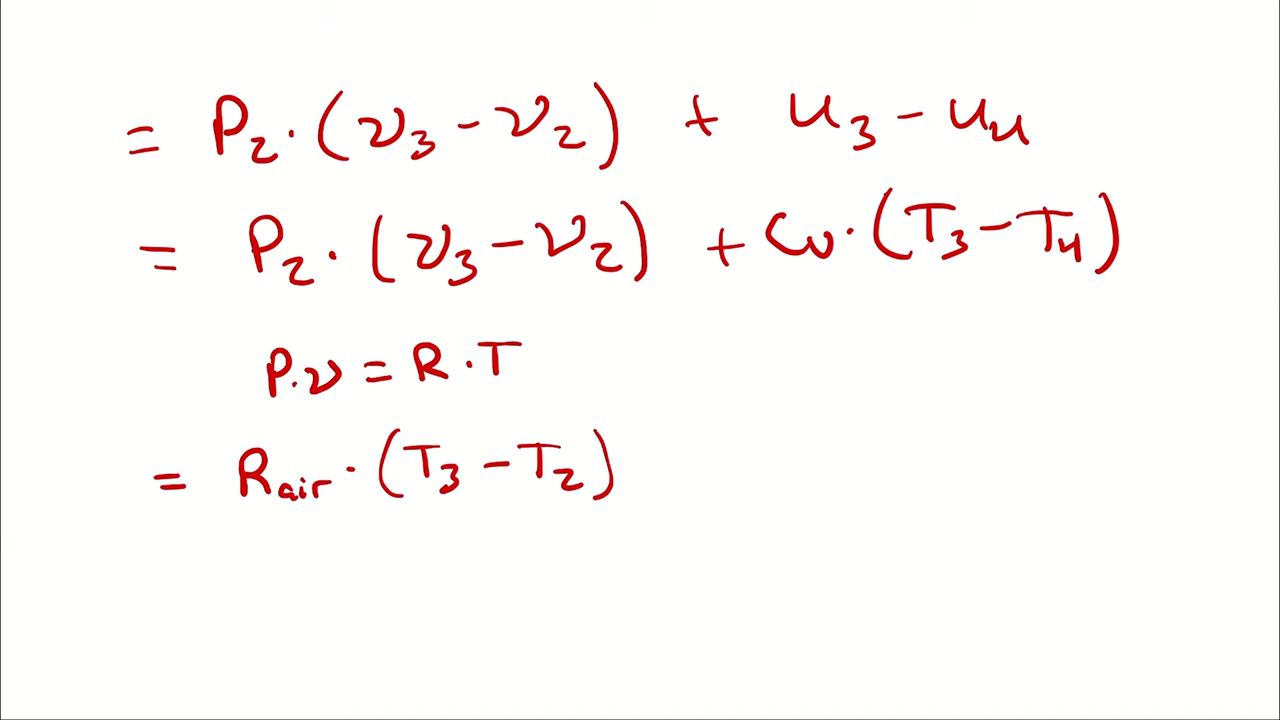 = P₂·(v₃-v₂) + u₃-u₄
= P₂·(v₃-v₂) + Cv·(T₃-T₄)
P.v = R.T
= Rair·(T₃-T₂)